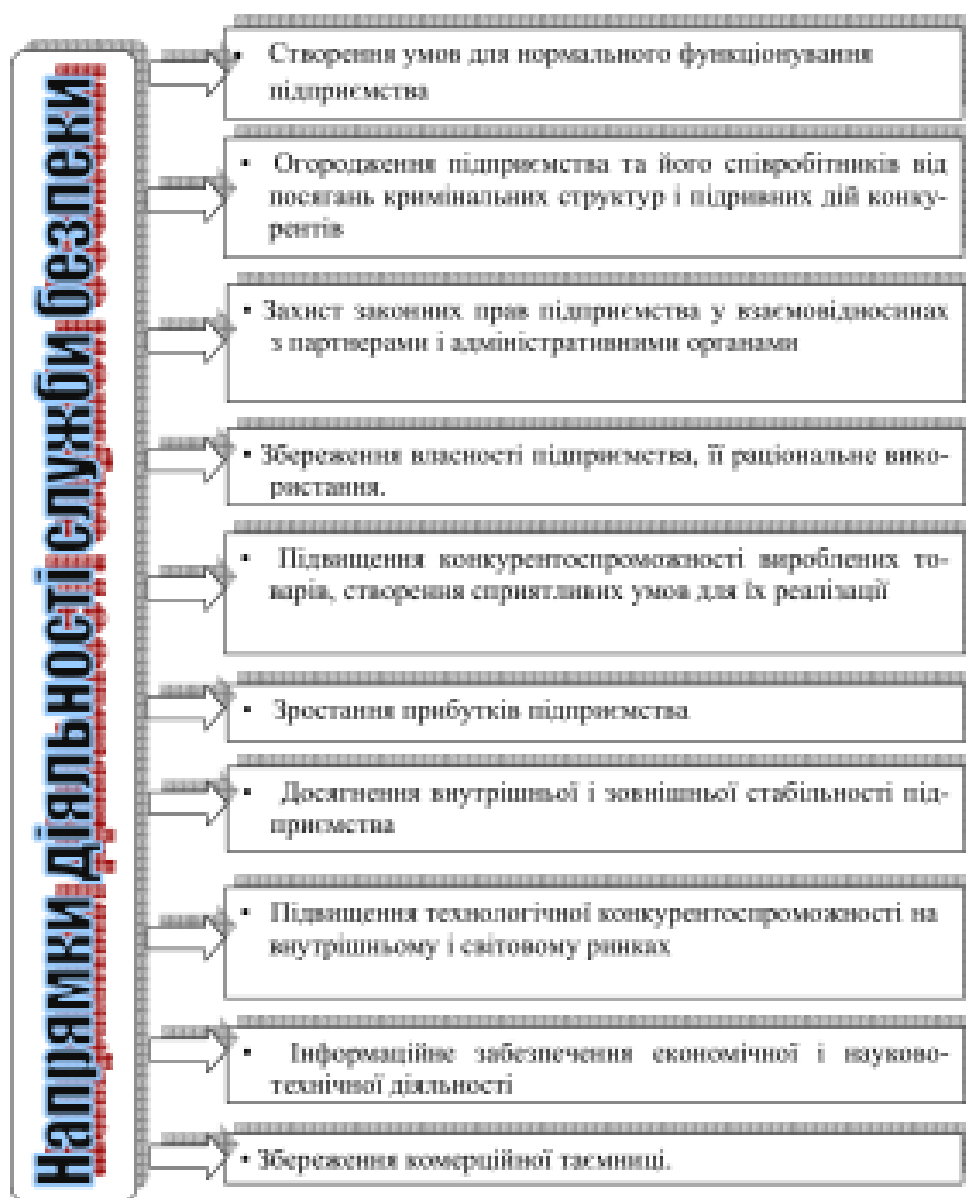 Напрямки діяльності служби безпеки
• Створення умов для нормального функціонування
підприємства
• Огородження підприємства та його співробітників від
посягань кримінальних структур і підривних дій конку-
рентів
• Захист законних прав підприємства у взаємовідносинах
з партнерами і адміністративними органами
• Збереження власності підприємства, її раціональне вико-
ристання.
• Підвищення конкурентоспроможності вироблених то-
варів, створення сприятливих умов для їх реалізації
• Зростання прибутків підприємства
• Досягнення внутрішньої і зовнішньої стабільності під-
приємства
• Підвищення технологічної конкурентоспроможності на
внутрішньому і світовому ринках
• Інформаційне забезпечення економічної і науково-
технічної діяльності
• Збереження комерційної таємниці.